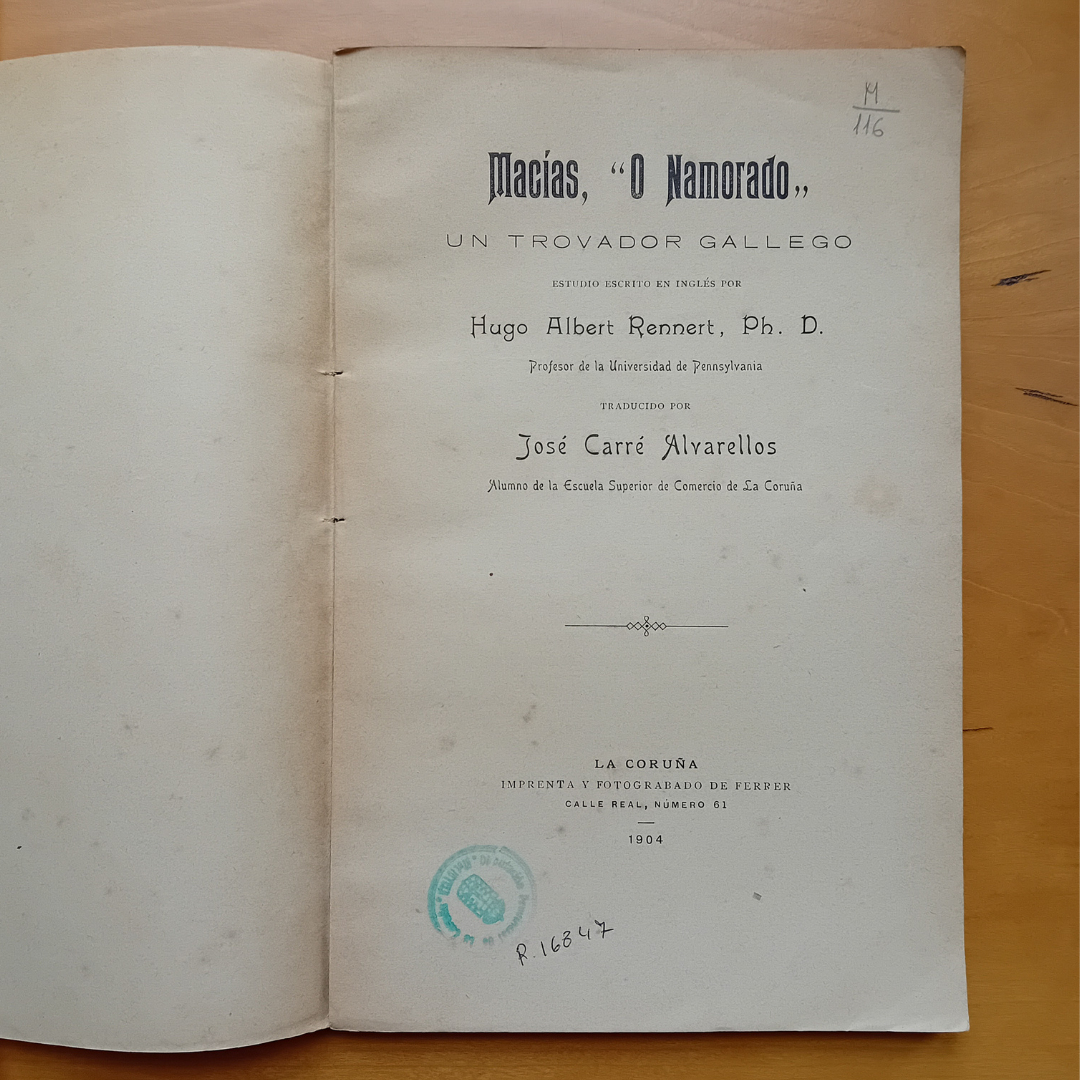 M
116
Macías, “O Namorado„
UN TROVADOR GALLEGO
ESTUDIO ESCRITO EN INGLÉS POR
Hugo Albert Rennert, Ph. D.
Profesor de la Universidad de Pennsylvania
TRADUCIDO POR
José Carré Alvarellos
Alumno de la Escuela Superior de Comercio de La Coruña
LA CORUÑA
IMPRENTA Y FOTOGRABADO DE FERRER
CALLE REAL, NÚMERO 61
1904
R. 16847